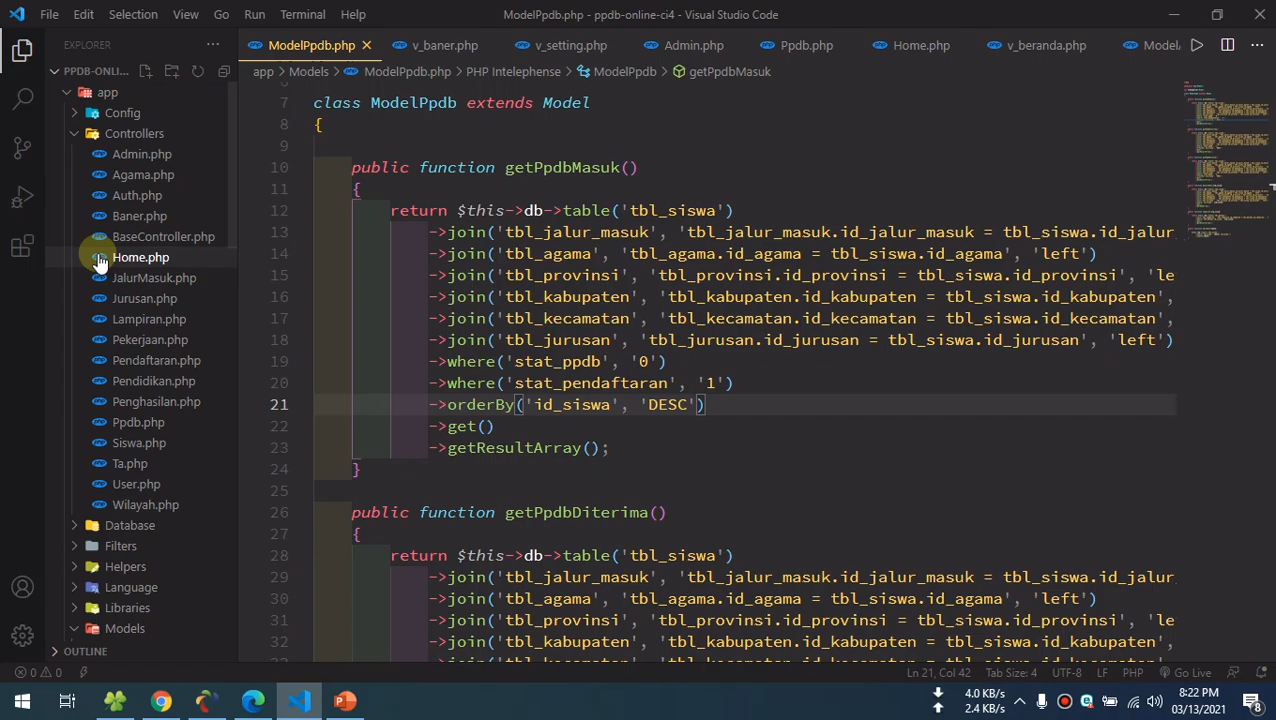 File Edit Selection View Go Run Terminal Help ModelPpdb.php - ppdb-online-ci4 - Visual Studio Code
EXPLORER ··· ModelPpdb.php × v_baner.php v_setting.php Admin.php Ppdb.php Home.php v_beranda.php Model ···
PPDB-ONLIN... app > Models > ModelPpdb.php > PHP Intelephense > ModelPpdb > getPpdbMasuk
app
Config
Controllers
Admin.php
Agama.php
Auth.php
Baner.php
BaseController.php
Home.php
JalurMasuk.php
Jurusan.php
Lampiran.php
Pekerjaan.php
Pendaftaran.php
Pendidikan.php
Penghasilan.php
Ppdb.php
Siswa.php
Ta.php
User.php
Wilayah.php
Database
Filters
Helpers
Language
Libraries
Models
OUTLINE
6
7 class ModelPpdb extends Model
8 {
9
10 public function getPpdbMasuk()
11 {
12 return $this->db->table('tbl_siswa')
13 ->join('tbl_jalur_masuk', 'tbl_jalur_masuk.id_jalur_masuk = tbl_siswa.id_jalur
14 ->join('tbl_agama', 'tbl_agama.id_agama = tbl_siswa.id_agama', 'left')
15 ->join('tbl_provinsi', 'tbl_provinsi.id_provinsi = tbl_siswa.id_provinsi', 'le
16 ->join('tbl_kabupaten', 'tbl_kabupaten.id_kabupaten = tbl_siswa.id_kabupaten',
17 ->join('tbl_kecamatan', 'tbl_kecamatan.id_kecamatan = tbl_siswa.id_kecamatan',
18 ->join('tbl_jurusan', 'tbl_jurusan.id_jurusan = tbl_siswa.id_jurusan', 'left')
19 ->where('stat_ppdb', '0')
20 ->where('stat_pendaftaran', '1')
21 ->orderBy('id_siswa', 'DESC')
22 ->get()
23 ->getResultArray();
24 }
25
26 public function getPpdbDiterima()
27 {
28 return $this->db->table('tbl_siswa')
29 ->join('tbl_jalur_masuk', 'tbl_jalur_masuk.id_jalur_masuk = tbl_siswa.id_jalur
30 ->join('tbl_agama', 'tbl_agama.id_agama = tbl_siswa.id_agama', 'left')
31 ->join('tbl_provinsi', 'tbl_provinsi.id_provinsi = tbl_siswa.id_provinsi', 'le
32 ->join('tbl_kabupaten', 'tbl_kabupaten.id_kabupaten = tbl_siswa.id_kabupaten',
0 0 Ln 21, Col 42 Tab Size: 4 UTF-8 LF PHP Go Live
4.0 KB/s
2.4 KB/s
8:22 PM
03/13/2021
8